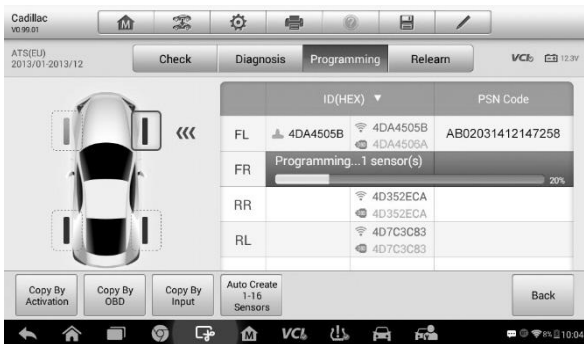 Cadillac
V0.99.01
ATS(EU)
2013/01-2013/12
Check
Diagnosis
Programming
Relearn
VCI
12.3V
ID(HEX) ▼
PSN Code
FL
4DA4505B
4DA4505B
4DA4506A
AB02031412147258
FR
Programming...1 sensor(s)
20%
RR
4D352ECA
4D352ECA
RL
4D7C3C83
4D7C3C83
Copy By
Activation
Copy By
OBD
Copy By
Input
Auto Create
1-16
Sensors
Back
VCI
8%
10:04